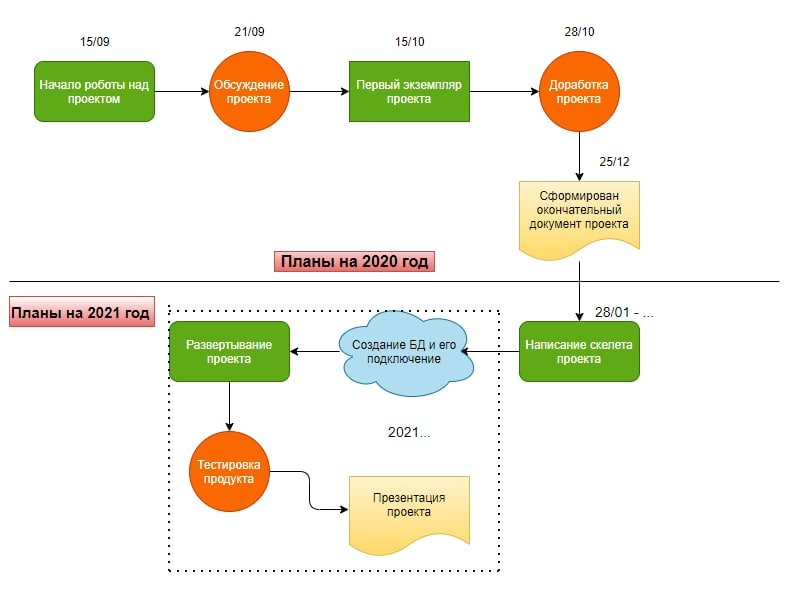 15/09
21/09
15/10
28/10
Начало роботы над
проектом
Обсуждение
проекта
Первый экземпляр
проекта
Доработка
проекта
25/12
Сформирован
окончательный
документ проекта
Планы на 2020 год
Планы на 2021 год
28/01 - ...
Написание скелета
проекта
Создание БД и его
подключение
Развертывание
проекта
2021...
Тестировка
продукта
Презентация
проекта